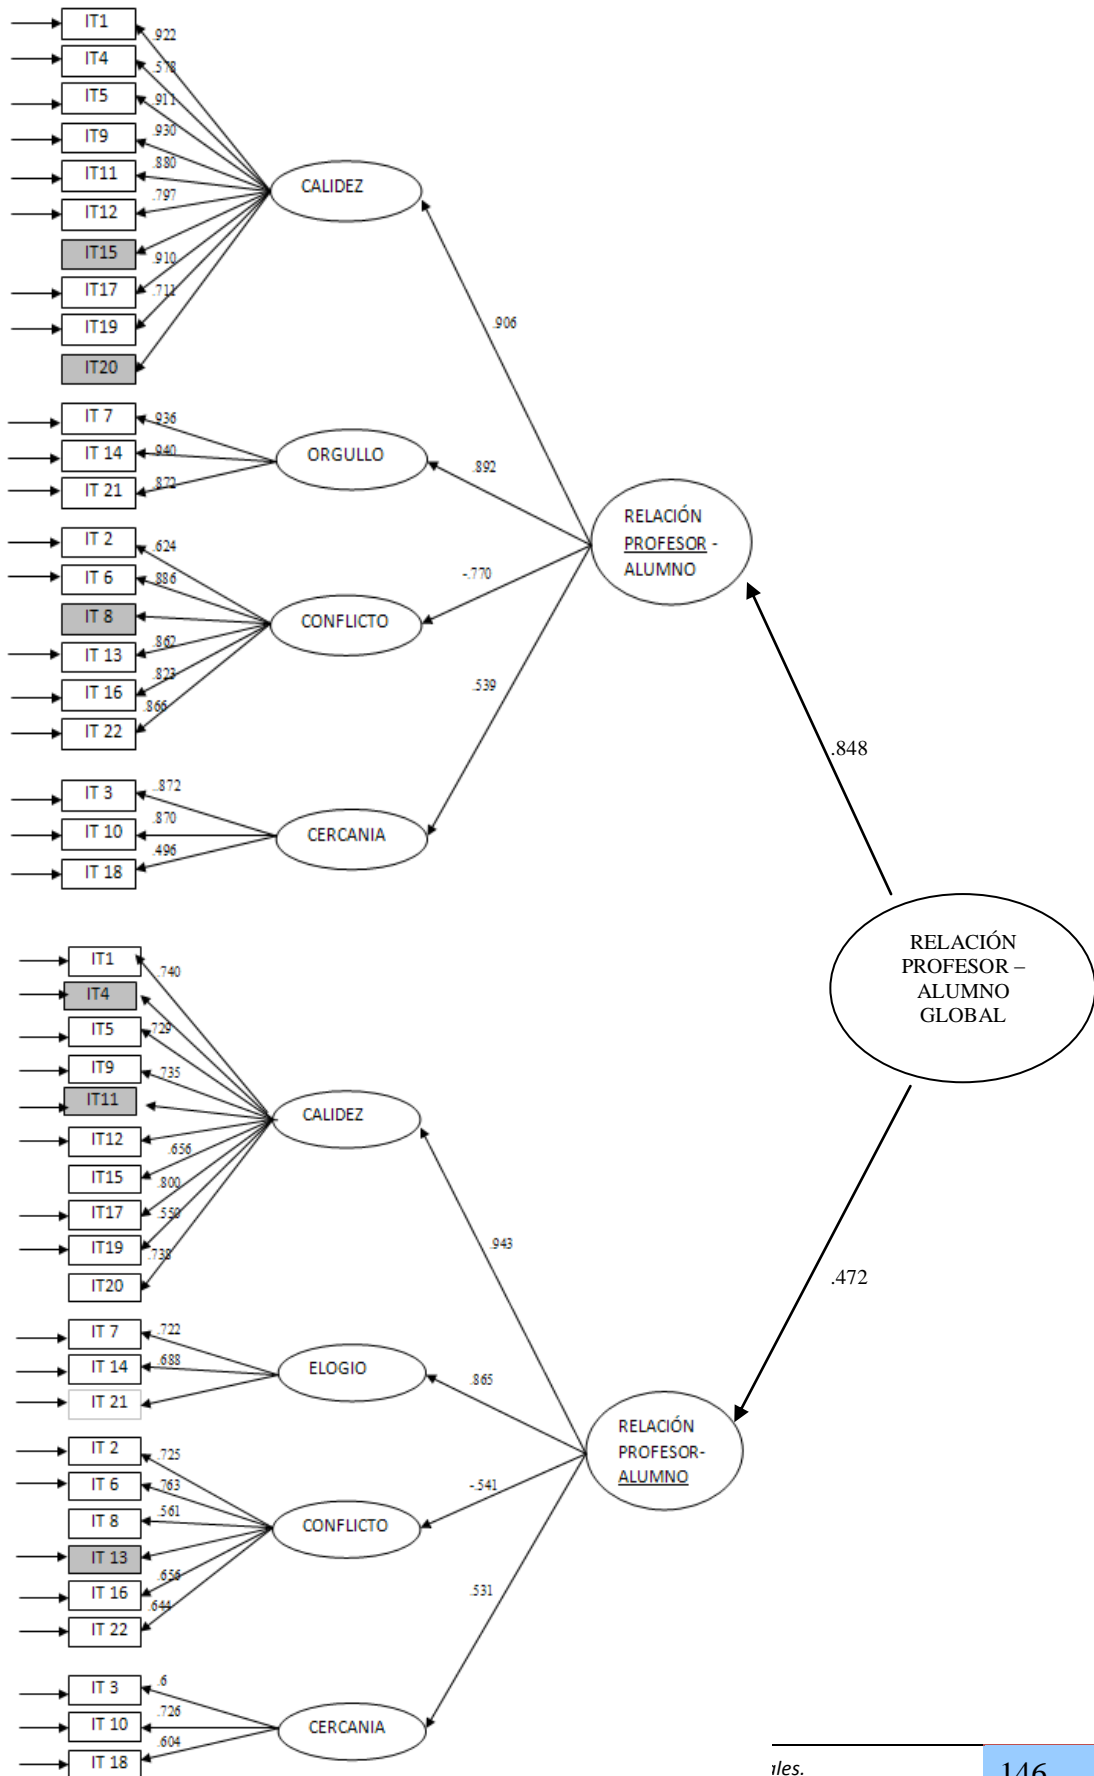 IT1
.922
IT4
.578
IT5
.911
IT9
.930
IT11
.880
IT12
.797
IT15
IT17
.910
.711
IT19
IT20
CALIDEZ
.906
IT 7
.936
IT 14
.940
IT 21
.872
ORGULLO
.892
IT 2
.624
IT 6
.886
IT 8
IT 13
.862
IT 16
.823
IT 22
.866
CONFLICTO
-.770
IT 3
.872
IT 10
.870
IT 18
.496
CERCANIA
.539
RELACIÓN
PROFESOR -
ALUMNO
.848
RELACIÓN
PROFESOR –
ALUMNO
GLOBAL
.472
IT1
.740
IT4
IT5
.729
IT9
.735
IT11
IT12
.656
IT15
.800
IT17
.550
IT19
.738
IT20
CALIDEZ
.943
IT 7
.722
IT 14
.688
IT 21
ELOGIO
.865
IT 2
.725
IT 6
.763
IT 8
.561
IT 13
IT 16
.656
IT 22
.644
CONFLICTO
-.541
IT 3
.6
IT 10
.726
IT 18
.604
CERCANIA
.531
RELACIÓN
PROFESOR-
ALUMNO
ales.
146